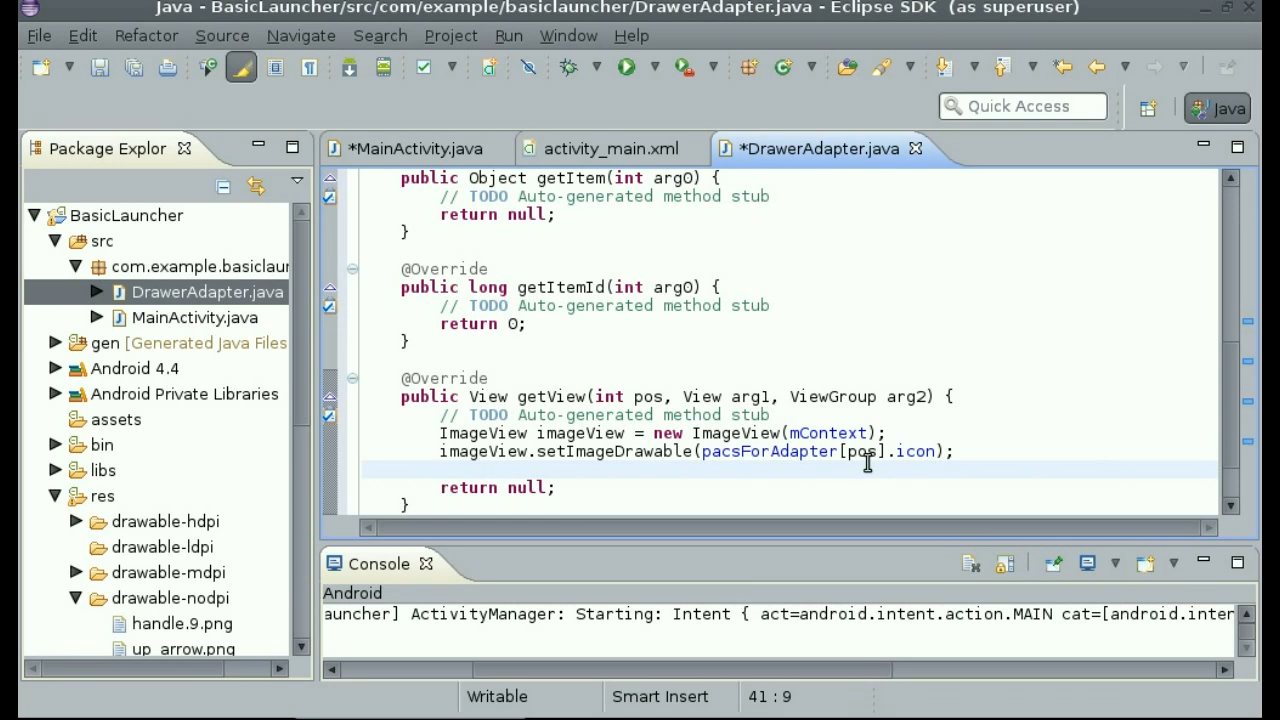 Java - BasicLauncher/src/com/example/basiclauncher/DrawerAdapter.java - Eclipse SDK (as superuser)
File Edit Refactor Source Navigate Search Project Run Window Help
Quick Access
Java
Package Explor
*MainActivity.java
activity_main.xml
*DrawerAdapter.java
BasicLauncher
src
com.example.basiclaun
DrawerAdapter.java
MainActivity.java
gen [Generated Java Files
Android 4.4
Android Private Libraries
assets
bin
libs
res
drawable-hdpi
drawable-ldpi
drawable-mdpi
drawable-nodpi
handle.9.png
up_arrow.png
public Object getItem(int arg0) {
// TODO Auto-generated method stub
return null;
}
@Override
public long getItemId(int arg0) {
// TODO Auto-generated method stub
return 0;
}
@Override
public View getView(int pos, View arg1, ViewGroup arg2) {
// TODO Auto-generated method stub
ImageView imageView = new ImageView(mContext);
imageView.setImageDrawable(pacsForAdapter[pos].icon);
return null;
}
Console
Android
auncher] ActivityManager: Starting: Intent { act=android.intent.action.MAIN cat=[android.inten
Writable
Smart Insert
41 : 9